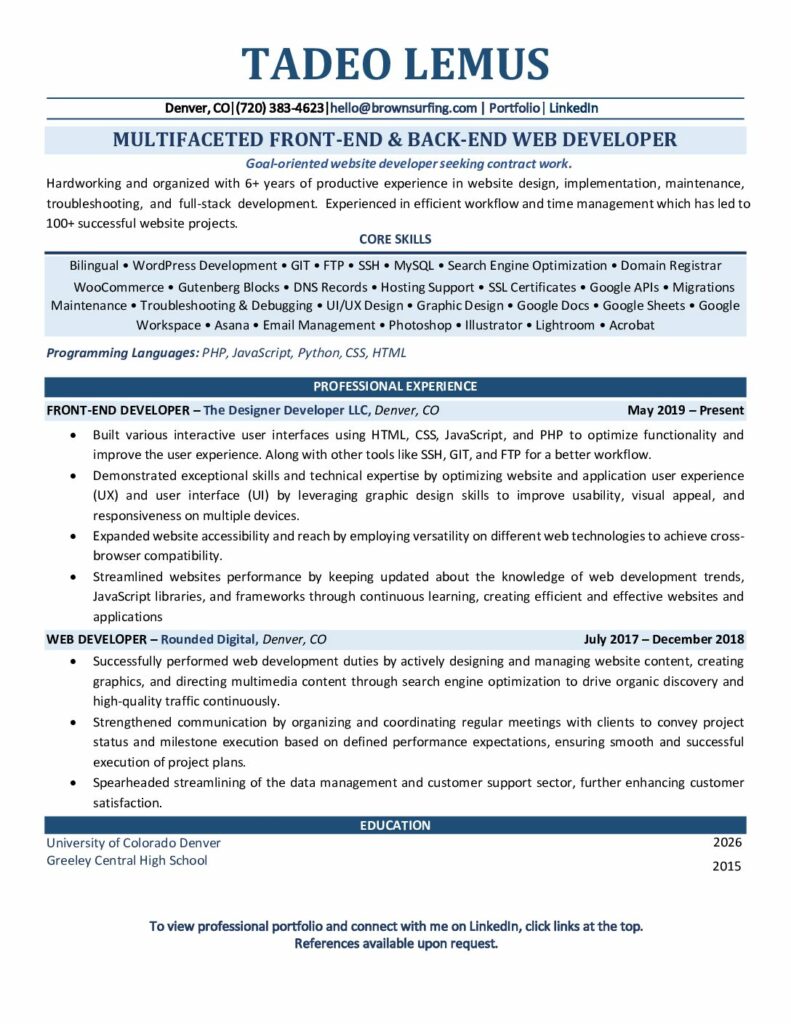 TADEO LEMUS
Denver, CO|(720) 383-4623|hello@brownsurfing.com | Portfolio| LinkedIn
MULTIFACETED FRONT-END & BACK-END WEB DEVELOPER
Goal-oriented website developer seeking contract work.
Hardworking and organized with 6+ years of productive experience in website design, implementation, maintenance,
troubleshooting, and full-stack development. Experienced in efficient workflow and time management which has led to
100+ successful website projects.
CORE SKILLS
Bilingual • WordPress Development • GIT • FTP • SSH • MySQL • Search Engine Optimization • Domain Registrar
WooCommerce • Gutenberg Blocks • DNS Records • Hosting Support • SSL Certificates • Google APIs • Migrations
Maintenance • Troubleshooting & Debugging • UI/UX Design • Graphic Design • Google Docs • Google Sheets • Google
Workspace • Asana • Email Management • Photoshop • Illustrator • Lightroom • Acrobat
Programming Languages: PHP, JavaScript, Python, CSS, HTML
PROFESSIONAL EXPERIENCE
FRONT-END DEVELOPER – The Designer Developer LLC, Denver, CO May 2019 – Present
• Built various interactive user interfaces using HTML, CSS, JavaScript, and PHP to optimize functionality and
improve the user experience. Along with other tools like SSH, GIT, and FTP for a better workflow.
• Demonstrated exceptional skills and technical expertise by optimizing website and application user experience
(UX) and user interface (UI) by leveraging graphic design skills to improve usability, visual appeal, and
responsiveness on multiple devices.
• Expanded website accessibility and reach by employing versatility on different web technologies to achieve cross-
browser compatibility.
• Streamlined websites performance by keeping updated about the knowledge of web development trends,
JavaScript libraries, and frameworks through continuous learning, creating efficient and effective websites and
applications
WEB DEVELOPER – Rounded Digital, Denver, CO July 2017 – December 2018
• Successfully performed web development duties by actively designing and managing website content, creating
graphics, and directing multimedia content through search engine optimization to drive organic discovery and
high-quality traffic continuously.
• Strengthened communication by organizing and coordinating regular meetings with clients to convey project
status and milestone execution based on defined performance expectations, ensuring smooth and successful
execution of project plans.
• Spearheaded streamlining of the data management and customer support sector, further enhancing customer
satisfaction.
EDUCATION
University of Colorado Denver 2026
Greeley Central High School 2015
To view professional portfolio and connect with me on LinkedIn, click links at the top.
References available upon request.